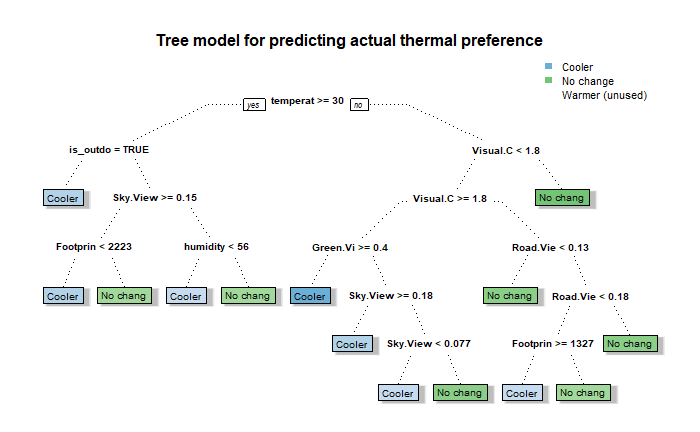 Tree model for predicting actual thermal preference
Cooler
No change
Warmer (unused)
yes temperat >= 30 no
is_outdo = TRUE Visual.C < 1.8
Cooler Sky.View >= 0.15 Visual.C >= 1.8 No chang
Footprin < 2223 humidity < 56 Green.Vi >= 0.4 Road.Vie < 0.13
Cooler No chang Cooler No chang Cooler Sky.View >= 0.18 No chang Road.Vie < 0.18
Cooler Sky.View < 0.077 Footprin >= 1327 No chang
Cooler No chang Cooler No chang